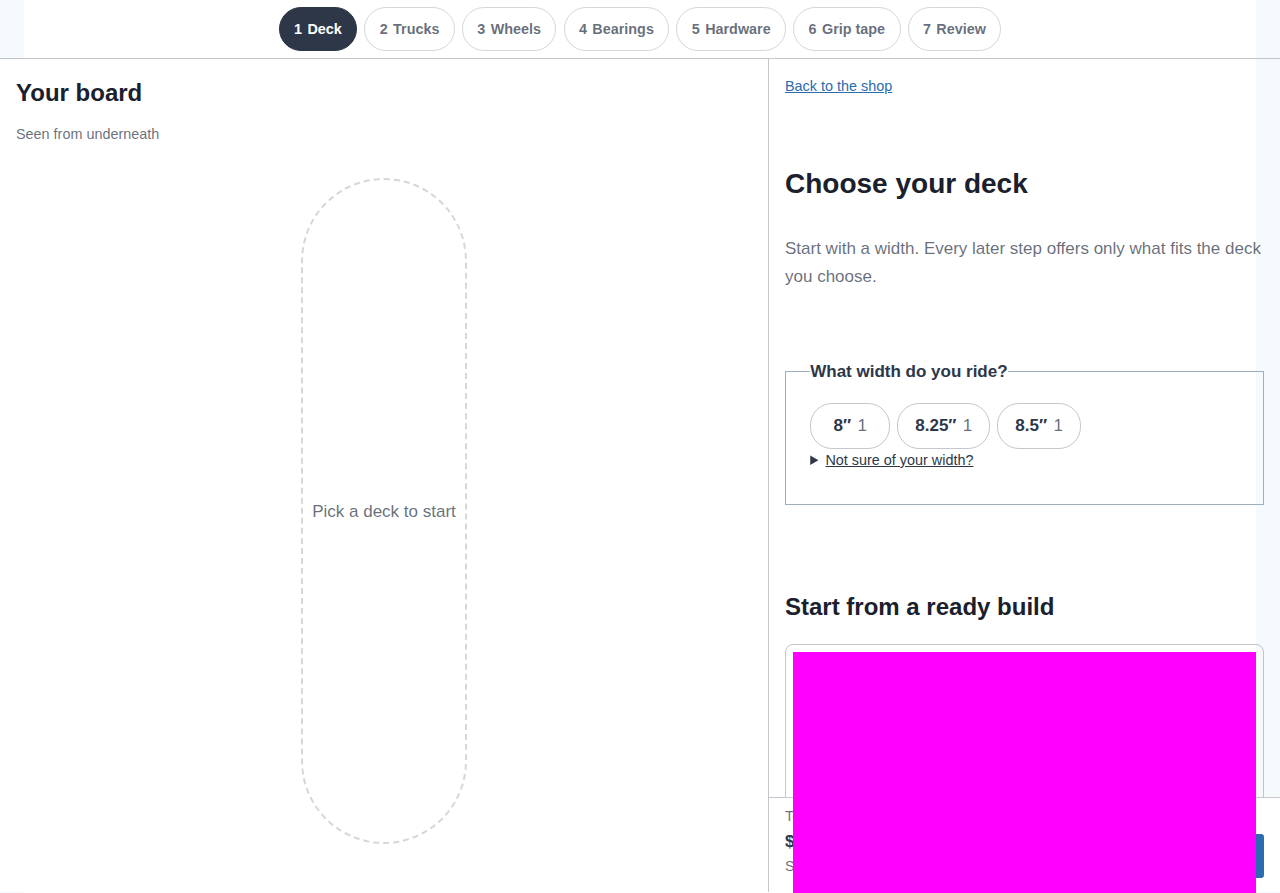 1 Deck
2 Trucks
3 Wheels
4 Bearings
5 Hardware
6 Grip tape
7 Review
Your board
Seen from underneath
Pick a deck to start
Back to the shop
Choose your deck
Start with a width. Every later step offers only what fits the deck
you choose.
What width do you ride?
8″ 1
8.25″ 1
8.5″ 1
Not sure of your width?
Start from a ready build